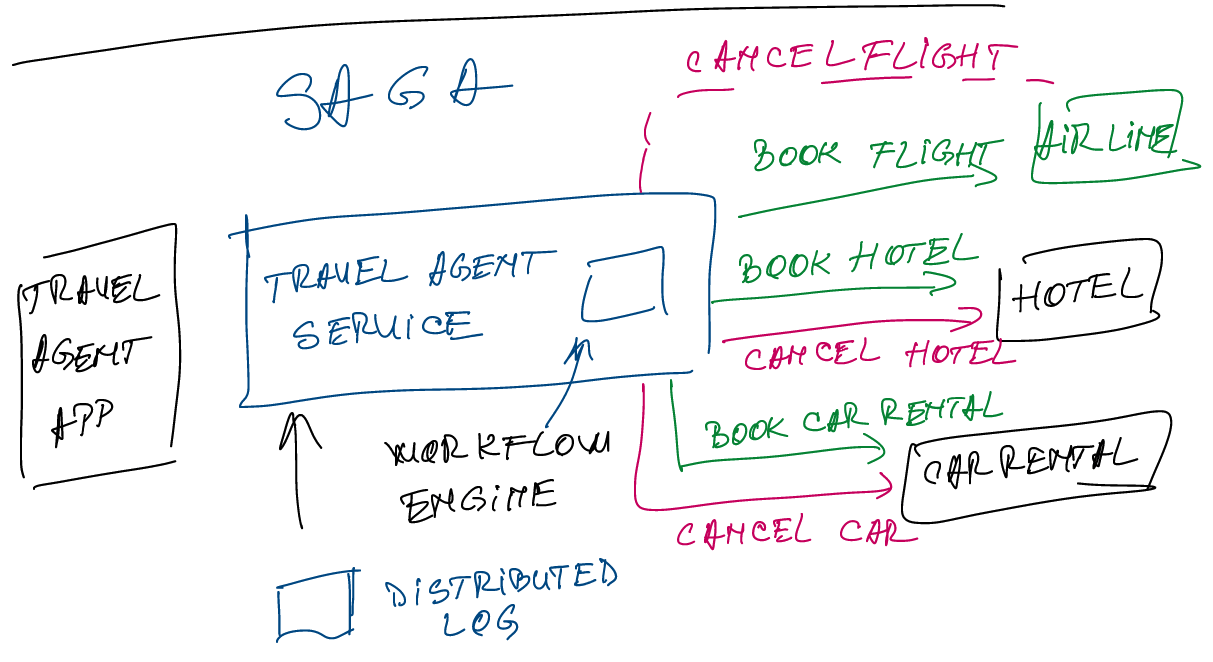 SAGA
CANCEL FLIGHT
BOOK FLIGHT
AIRLINE
TRAVEL
AGENT
APP
TRAVEL AGENT
SERVICE
BOOK HOTEL
HOTEL
CANCEL HOTEL
WORKFLOW
ENGINE
BOOK CAR RENTAL
CAR RENTAL
CANCEL CAR
DISTRIBUTED
LOG